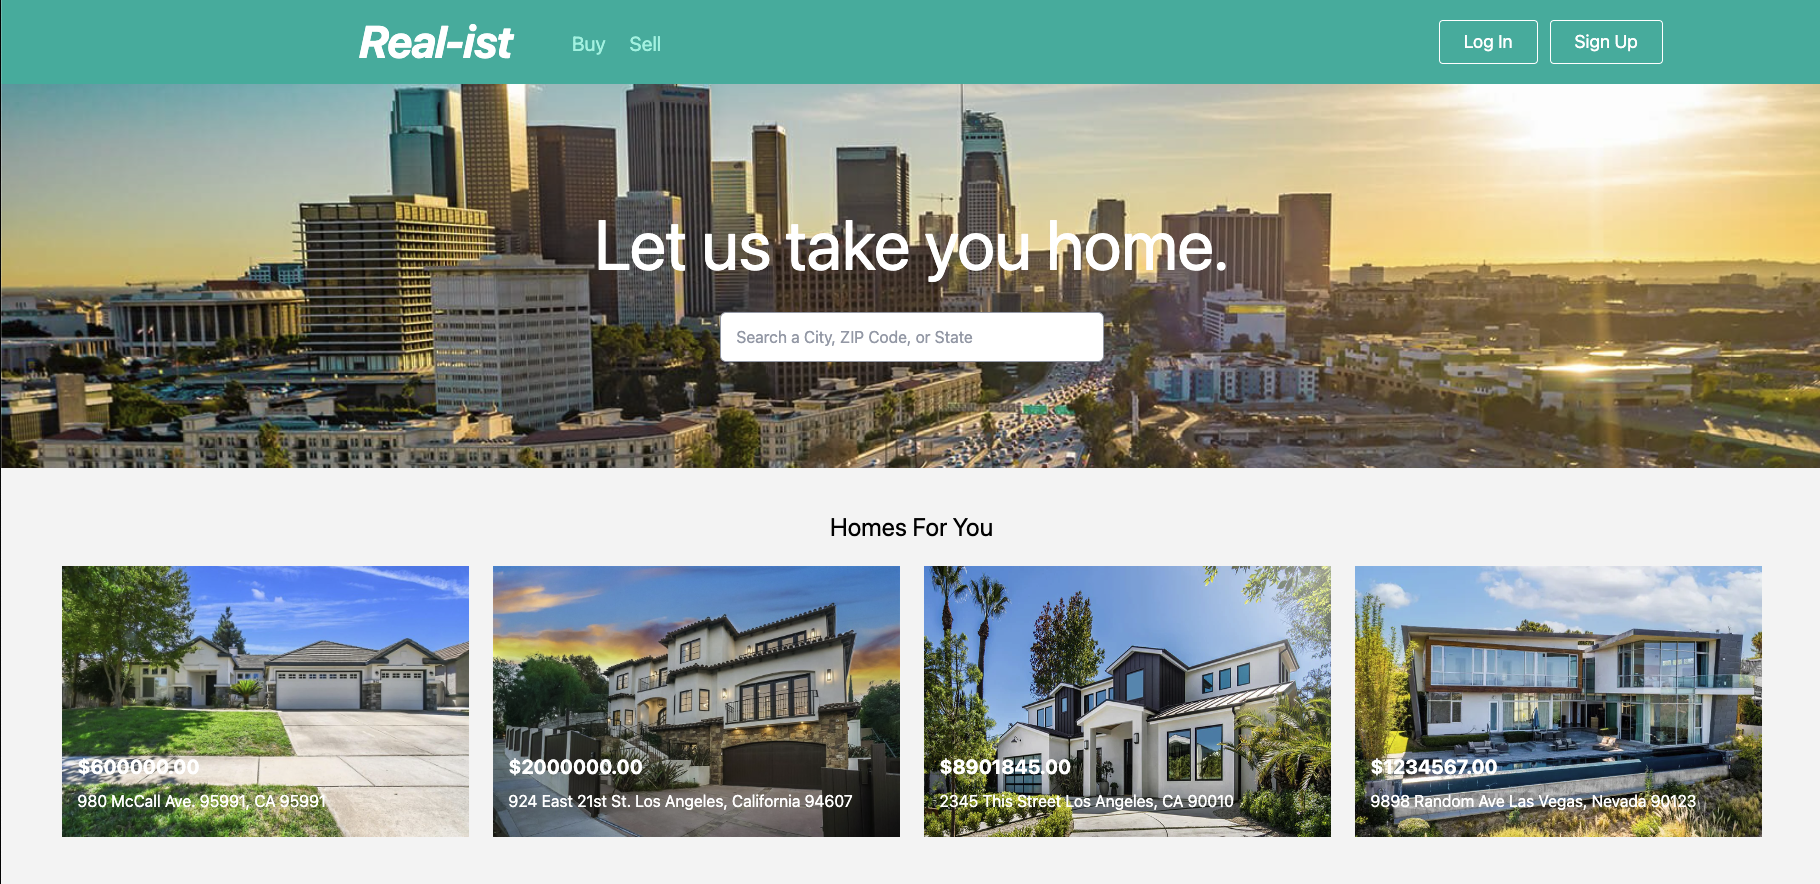 Real-ist
Buy
Sell
Log In
Sign Up
Let us take you home.
Search a City, ZIP Code, or State
Homes For You
$600000.00
980 McCall Ave. 95991, CA 95991
$2000000.00
924 East 21st St. Los Angeles, California 94607
$8901845.00
2345 This Street Los Angeles, CA 90010
$1234567.00
9898 Random Ave Las Vegas, Nevada 90123